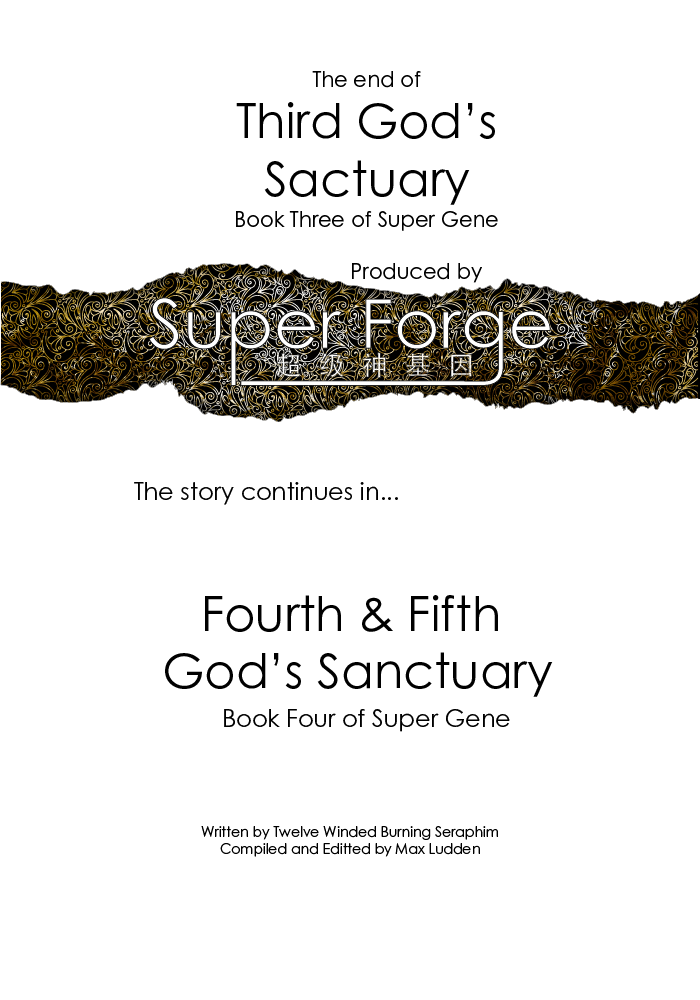 The end of
Third God's
Sactuary
Book Three of Super Gene
Produced by
Super Forge
超级神基因
The story continues in...
Fourth & Fifth
God's Sanctuary
Book Four of Super Gene
Written by Twelve Winded Burning Seraphim
Compiled and Editted by Max Ludden